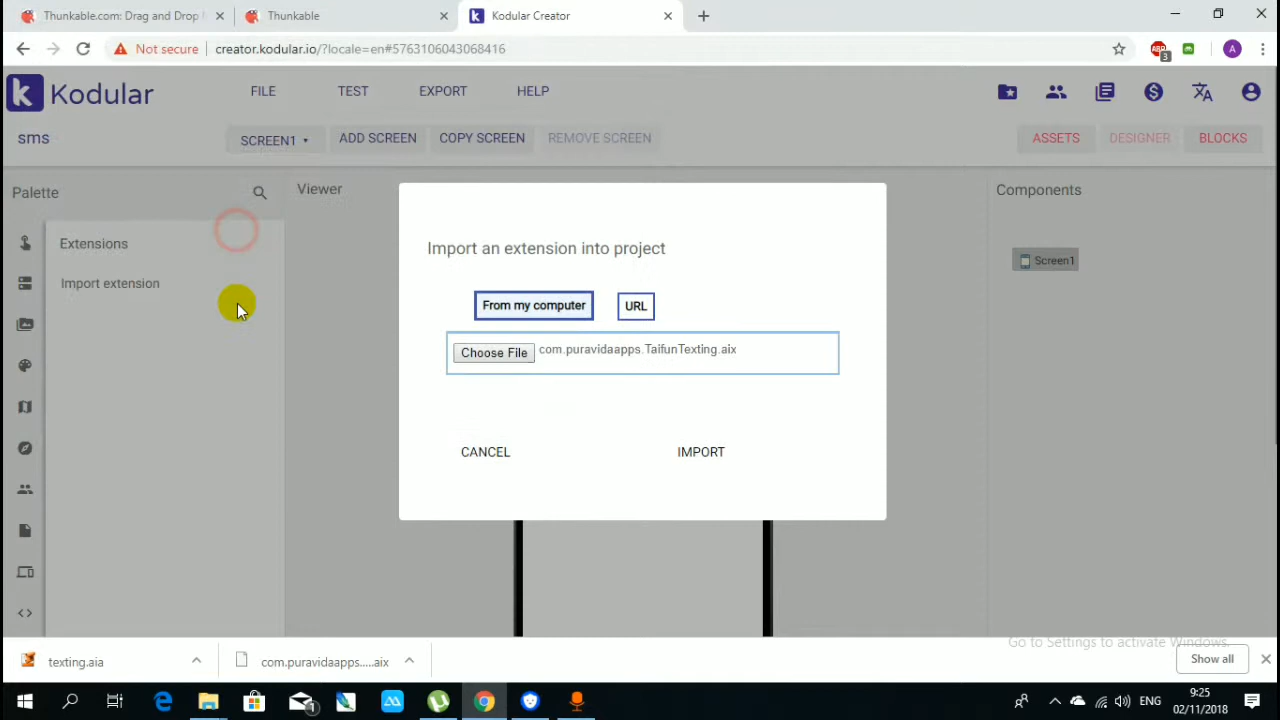 Thunkable.com: Drag and Drop
Thunkable
Kodular Creator
Not secure
creator.kodular.io/?locale=en#5763106043068416
3
A
Kodular
FILE
TEST
EXPORT
HELP
sms
SCREEN1
ADD SCREEN
COPY SCREEN
REMOVE SCREEN
ASSETS
DESIGNER
BLOCKS
Palette
Viewer
Components
Extensions
Import extension
Screen1
Import an extension into project
From my computer
URL
Choose File
com.puravidaapps.TaifunTexting.aix
CANCEL
IMPORT
Go to Settings to activate Windows.
texting.aia
com.puravidaapps.....aix
Show all
1
ENG
9:25
02/11/2018